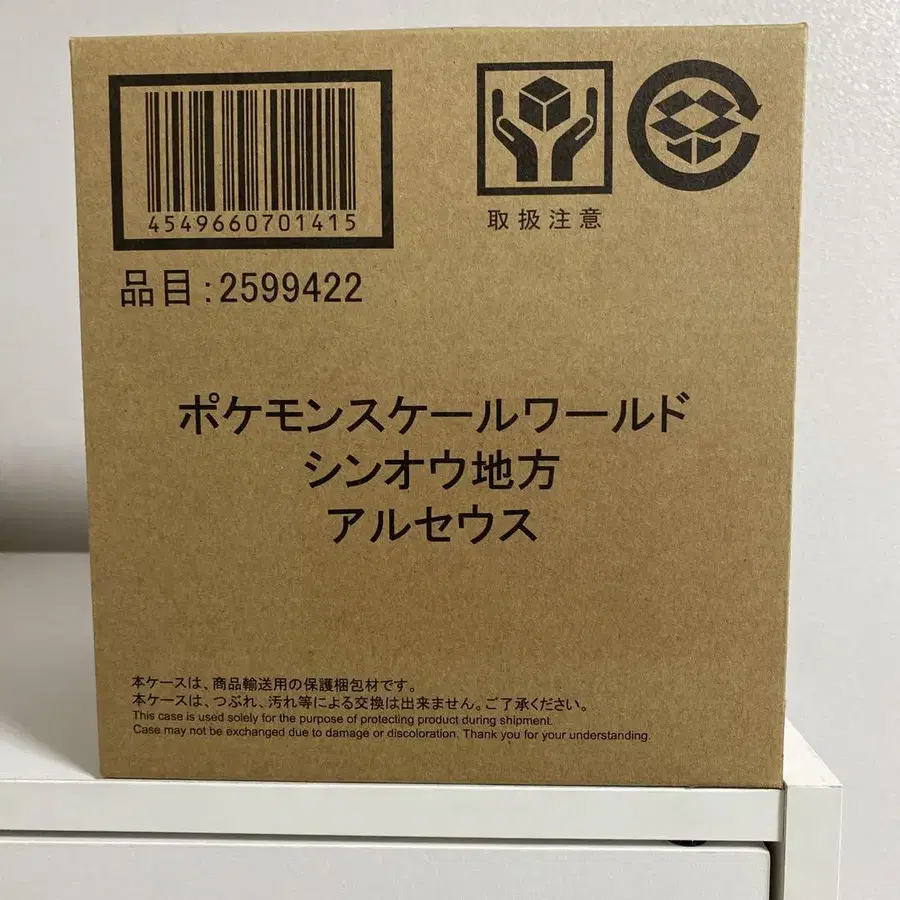 4549660701415
取扱注意
品目:2599422
ポケモンスケールワールド
シンオウ地方
アルセウス
本ケースは、商品輸送用の保護梱包材です。
本ケースは、つぶれ、汚れ等による交換は出来ません。ご了承ください。
This case is used solely for the purpose of protecting product during shipment.
Case may not be exchanged due to damage or discoloration. Thank you for your understanding.